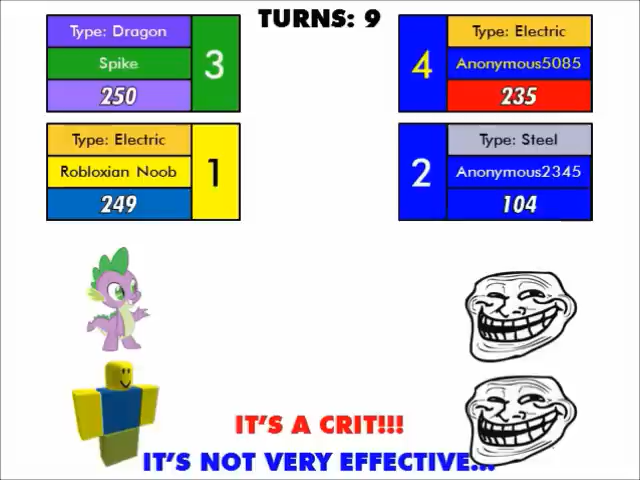 TURNS: 9
Type: Dragon
Spike
250
3
4
Type: Electric
Anonymous5085
235
Type: Electric
Robloxian Noob
249
1
2
Type: Steel
Anonymous2345
104
IT'S A CRIT!!!
IT'S NOT VERY EFFECTIVE...